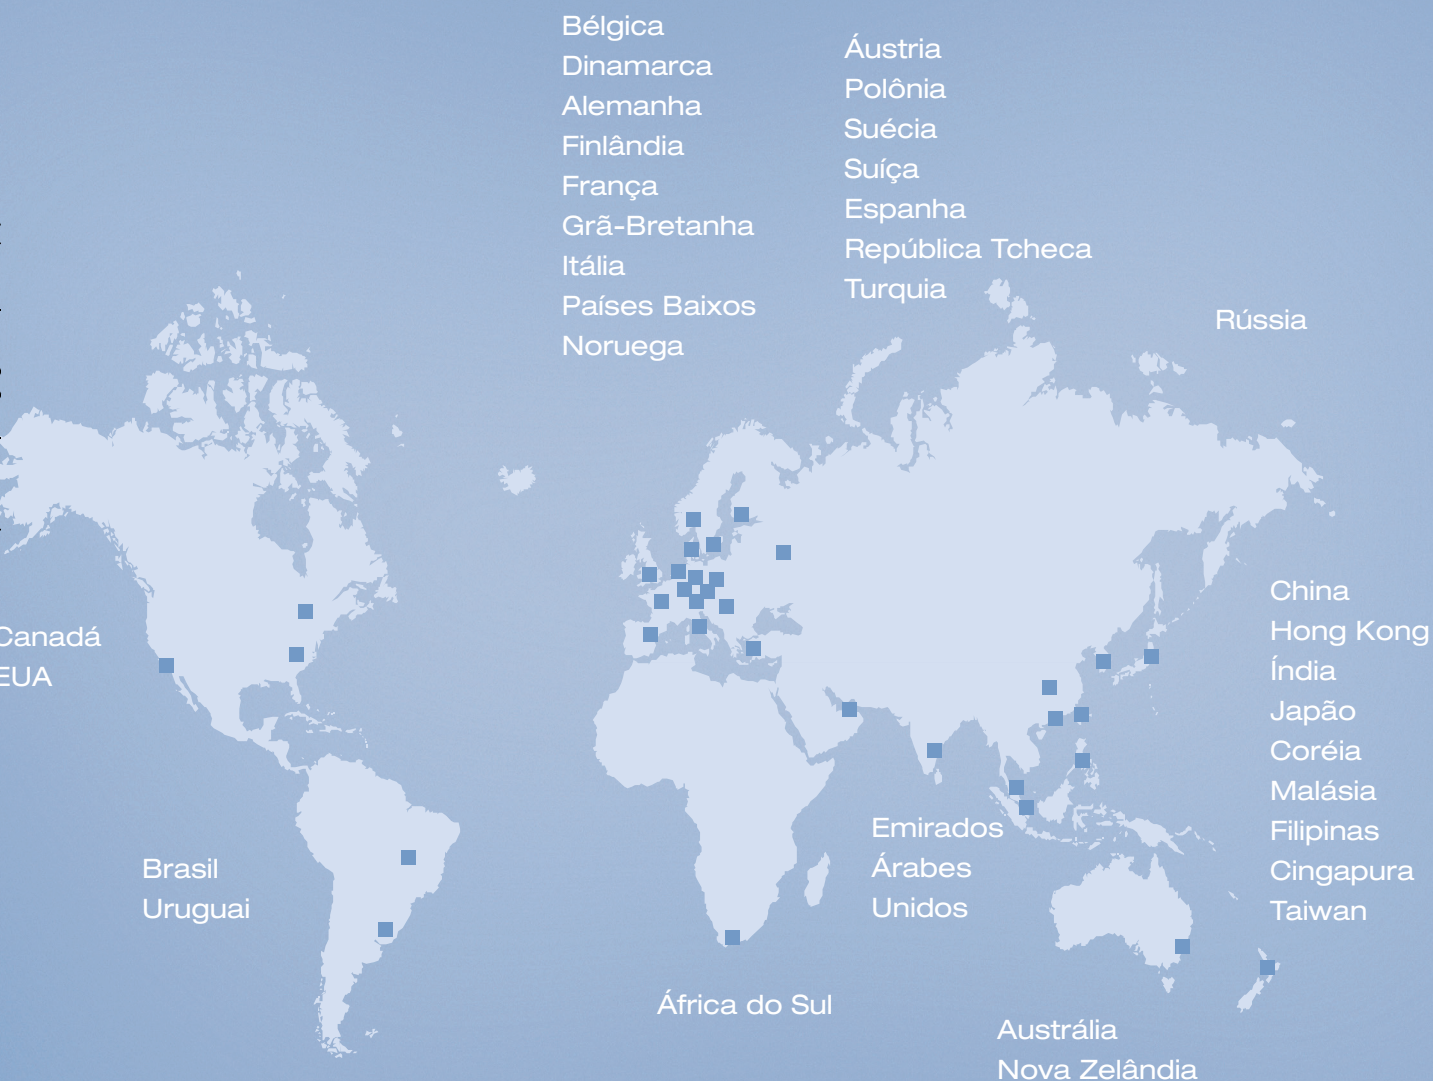 Bélgica
Dinamarca
Alemanha
Finlândia
França
Grã-Bretanha
Itália
Países Baixos
Noruega
Áustria
Polônia
Suécia
Suíça
Espanha
República Tcheca
Turquia
Rússia
Canadá
EUA
China
Hong Kong
Índia
Japão
Coréia
Malásia
Filipinas
Cingapura
Taiwan
Brasil
Uruguai
Emirados
Árabes
Unidos
África do Sul
Austrália
Nova Zelândia